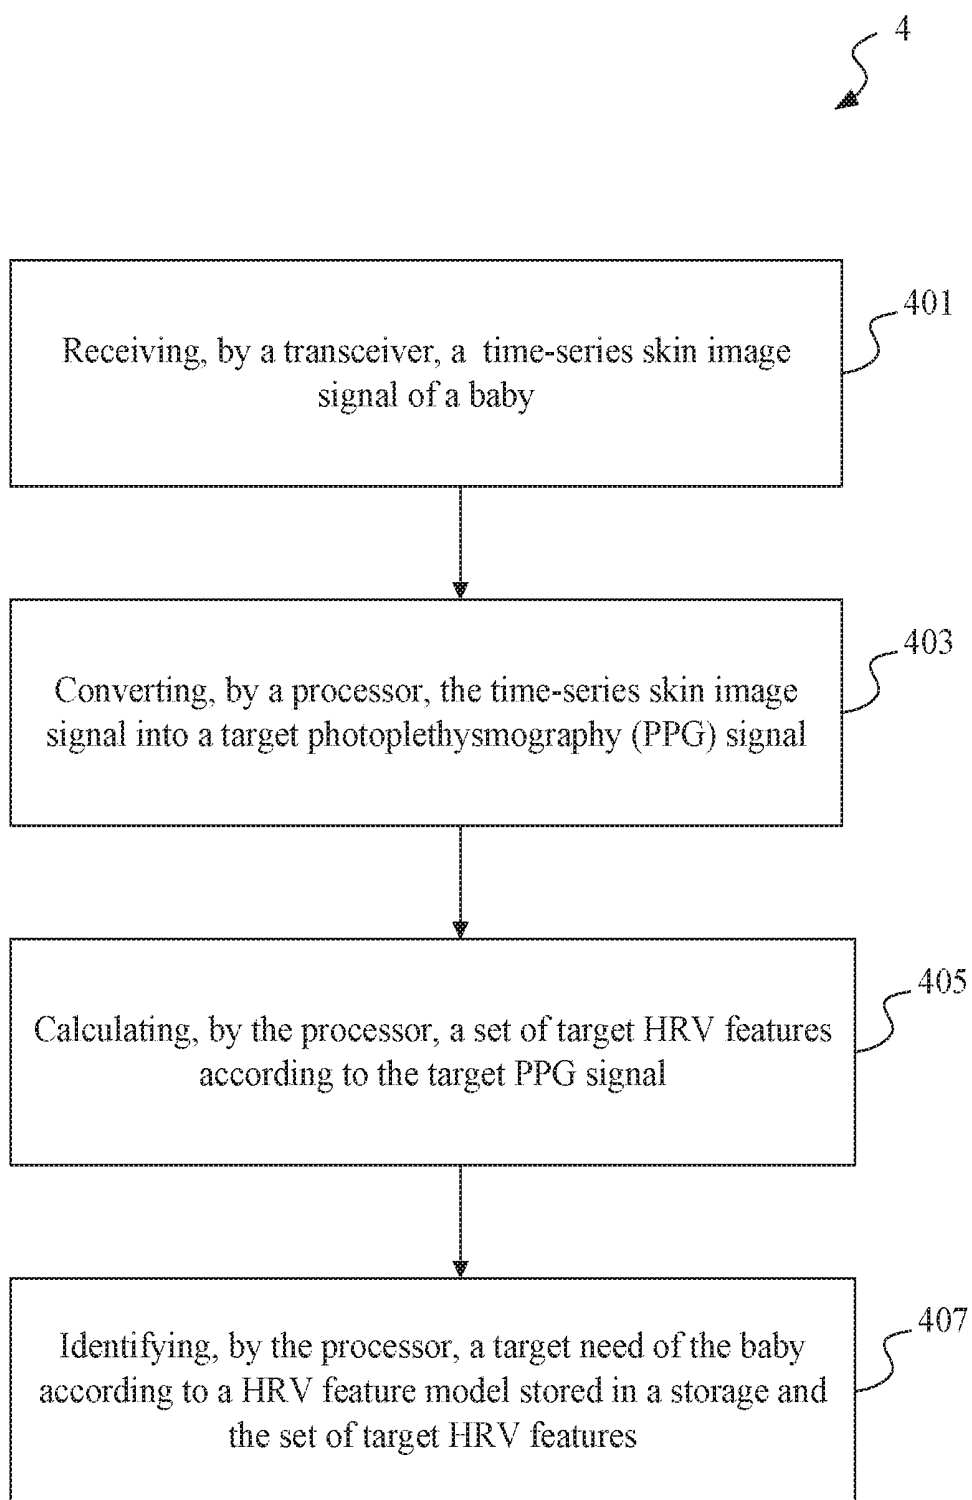 4
Receiving, by a transceiver, a time-series skin image
signal of a baby
401
Converting, by a processor, the time-series skin image
signal into a target photoplethysmography (PPG) signal
403
Calculating, by the processor, a set of target HRV features
according to the target PPG signal
405
Identifying, by the processor, a target need of the baby
according to a HRV feature model stored in a storage and
the set of target HRV features
407